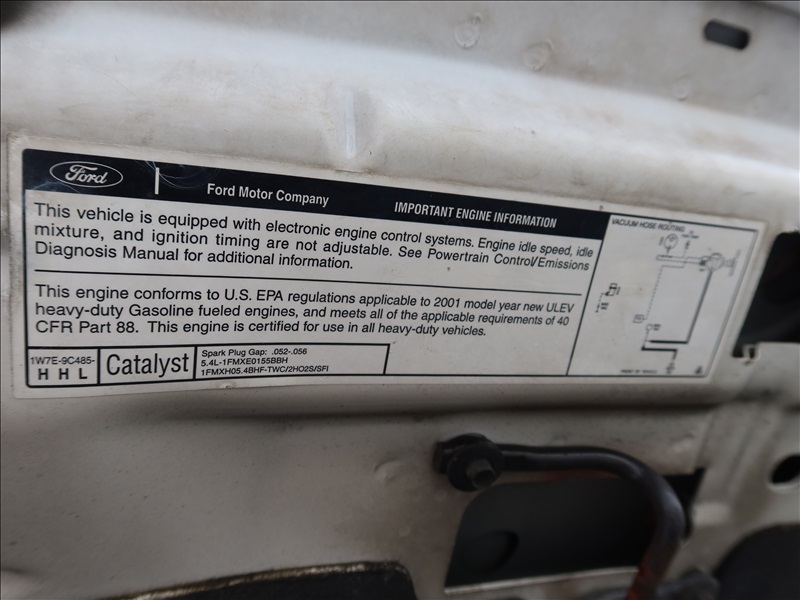 Ford
Ford Motor Company
IMPORTANT ENGINE INFORMATION
This vehicle is equipped with electronic engine control systems. Engine idle speed, idle
mixture, and ignition timing are not adjustable. See Powertrain Control/Emissions
Diagnosis Manual for additional information.
This engine conforms to U.S. EPA regulations applicable to 2001 model year new ULEV
heavy-duty Gasoline fueled engines, and meets all of the applicable requirements of 40
CFR Part 88. This engine is certified for use in all heavy-duty vehicles.
1W7E-9C485-
H H L
Catalyst
Spark Plug Gap: .052-.056
5.4L-1FMXE0155BBH
1FMXH05.4BHF-TWC/2HO2S/SFI
VACUUM HOSE ROUTING